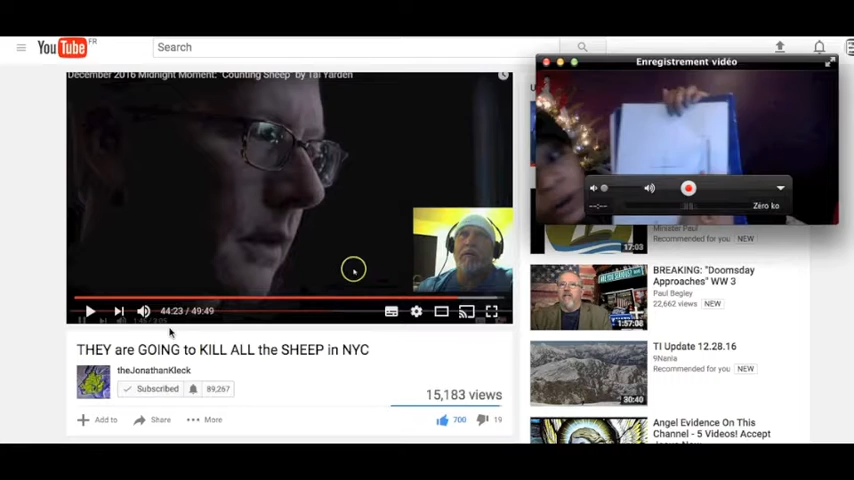 YouTube FR
Search
Enregistrement vidéo
December 2016 Midnight Moment: "Counting Sheep" by Tal Yarden
--:--
Zéro ko
44:23 / 49:49
THEY are GOING to KILL ALL the SHEEP in NYC
theJonathanKleck
Subscribed 89,267
15,183 views
Add to Share More
700 19
Recommended for you NEW
17:03
BREAKING: "Doomsday
Approaches" WW 3
Paul Begley
22,662 views NEW
1:57:08
TI Update 12.28.16
9Nania
Recommended for you NEW
30:40
Angel Evidence On This
Channel - 5 Videos! Accept